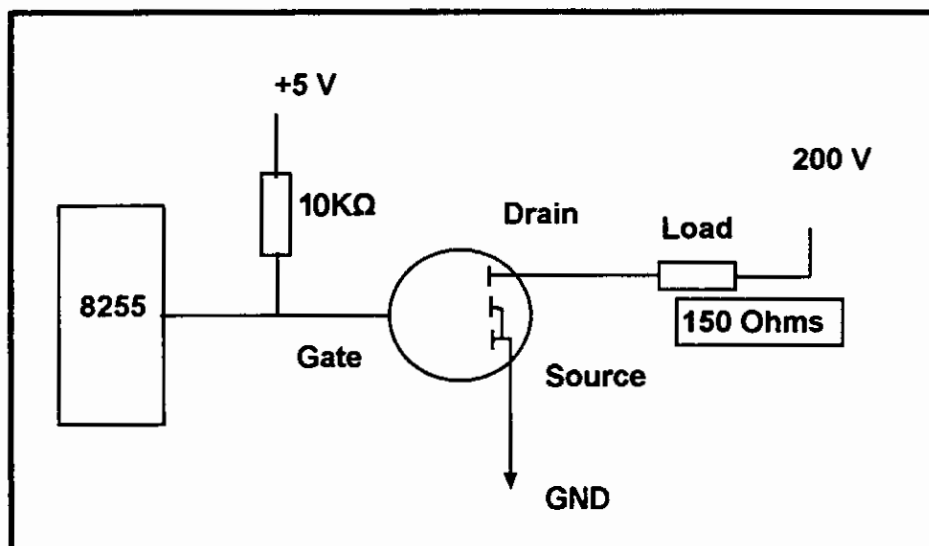 +5 V
200 V
10KΩ
Drain
Load
8255
150 Ohms
Gate
Source
GND